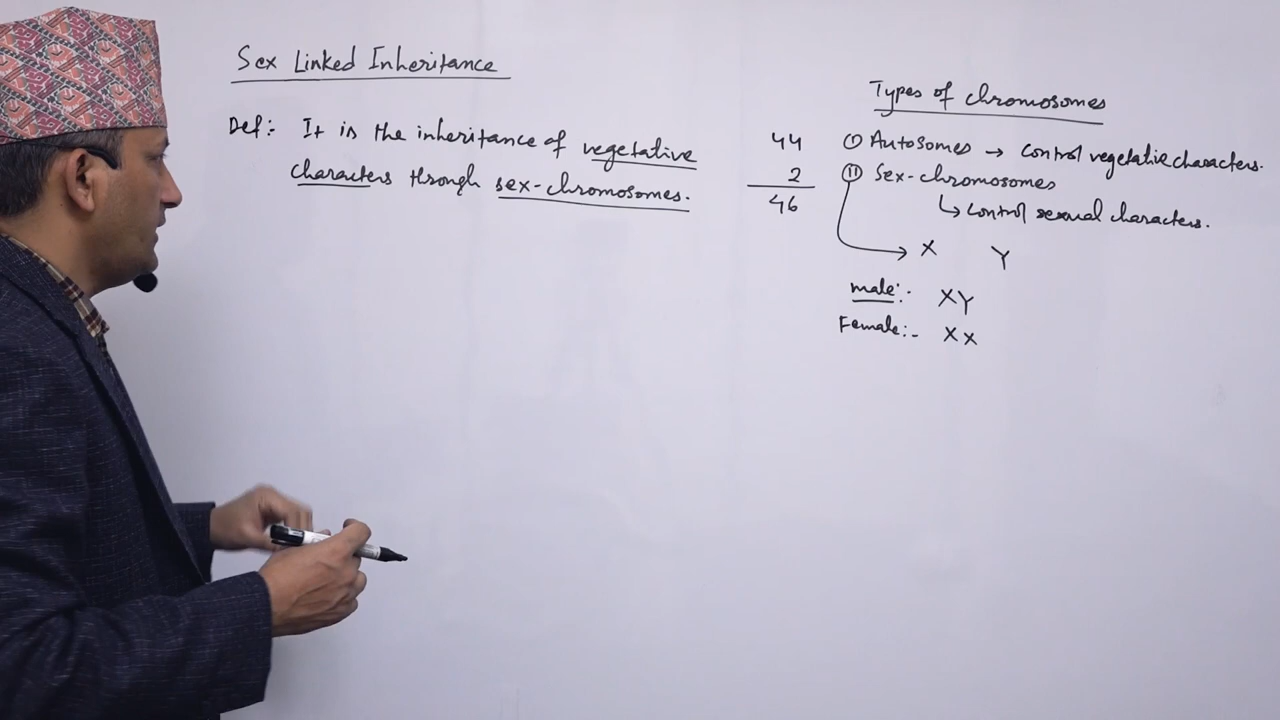 Sex Linked Inheritance
Def:- It is the inheritance of vegetative
characters through sex-chromosomes.
Types of chromosomes
44 (I) Autosomes → control vegetative characters.
2 (II) Sex-chromosomes
46 ↳ control sexual characters.
→ X Y
male:- XY
Female:- XX